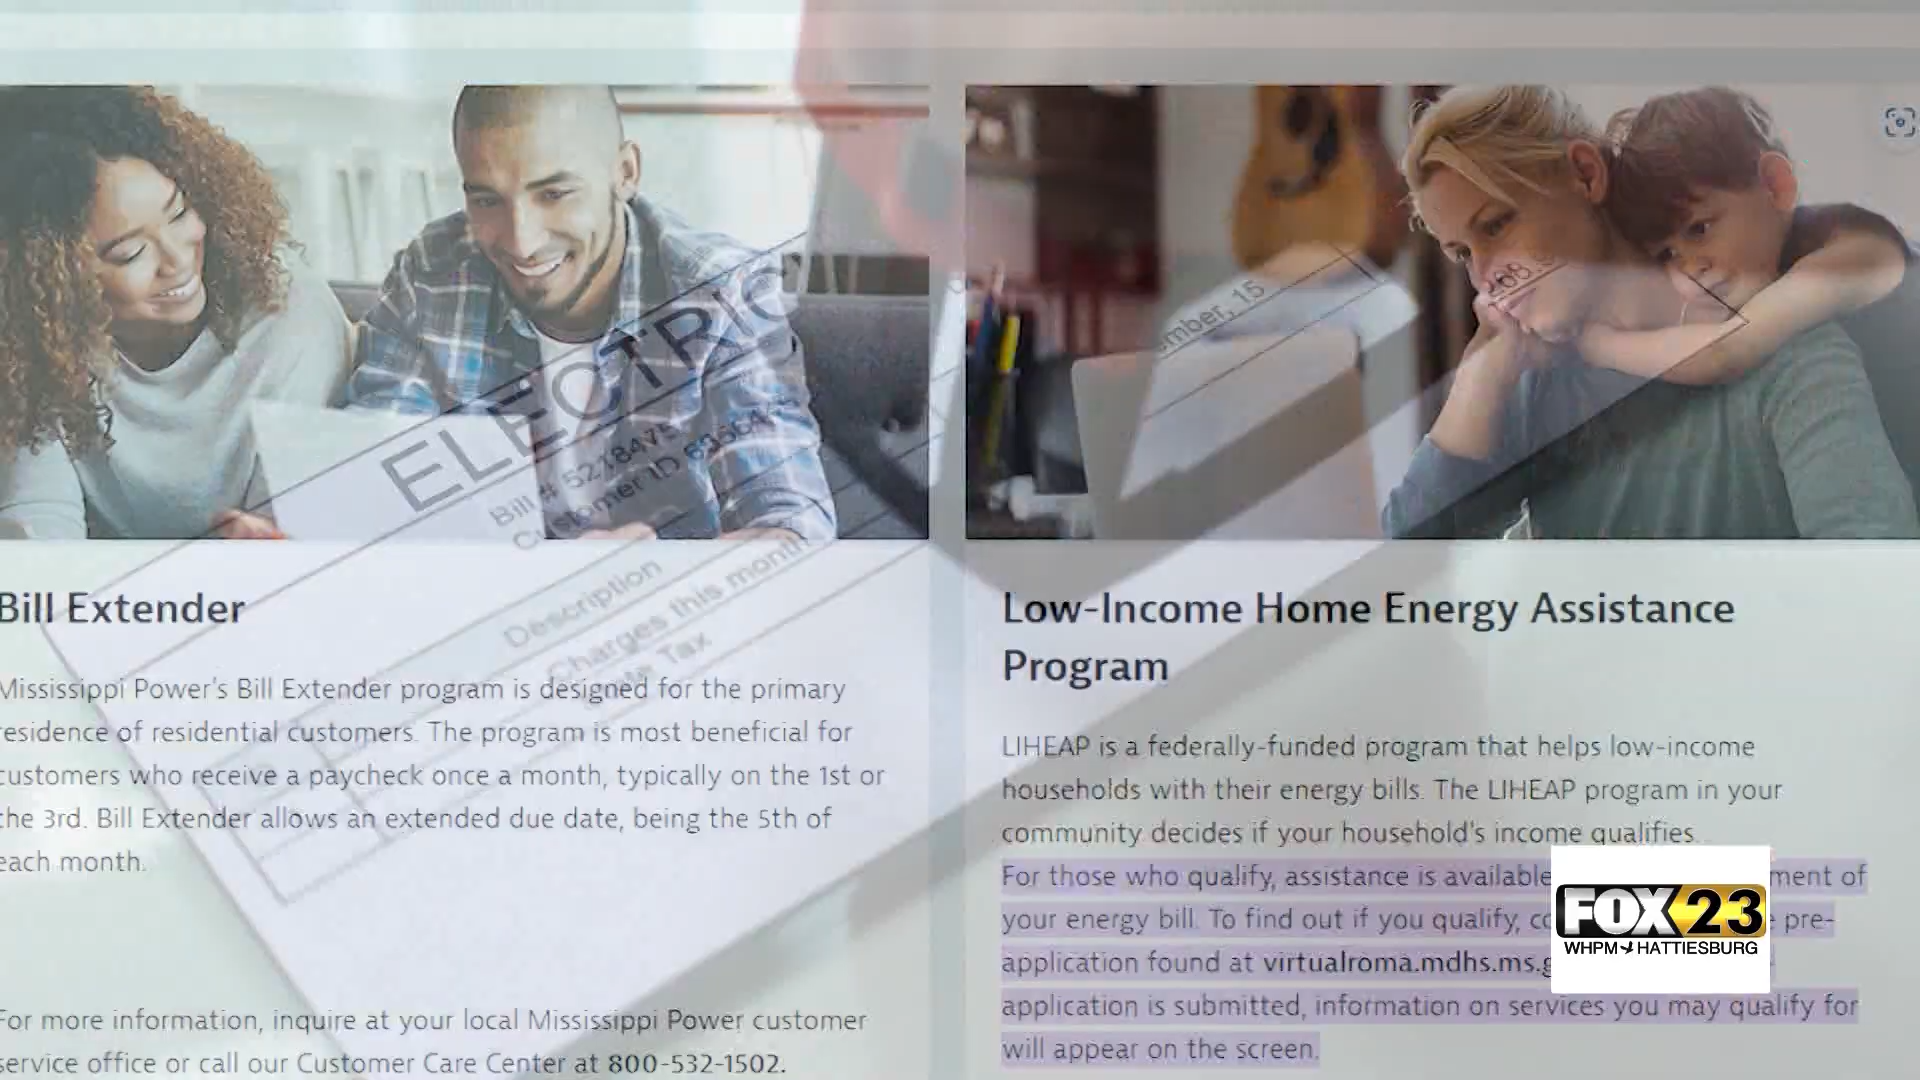 Bill Extender
Mississippi Power's Bill Extender program is designed for the primary
residence of residential customers. The program is most beneficial for
customers who receive a paycheck once a month, typically on the 1st or
the 3rd. Bill Extender allows an extended due date, being the 5th of
each month.
For more information, inquire at your local Mississippi Power customer
service office or call our Customer Care Center at 800-532-1502.
Low-Income Home Energy Assistance
Program
LIHEAP is a federally-funded program that helps low-income
households with their energy bills. The LIHEAP program in your
community decides if your household's income qualifies.
For those who qualify, assistance is available ment of
your energy bill. To find out if you qualify, pre-
application found at virtualroma.mdhs.ms.g
application is submitted, information on services you may qualify for
will appear on the screen.
ELECTRIC
Bill # 5218475
Customer ID
Description
Charges this month
Tax
mber, 15
FOX 23
WHPM HATTIESBURG